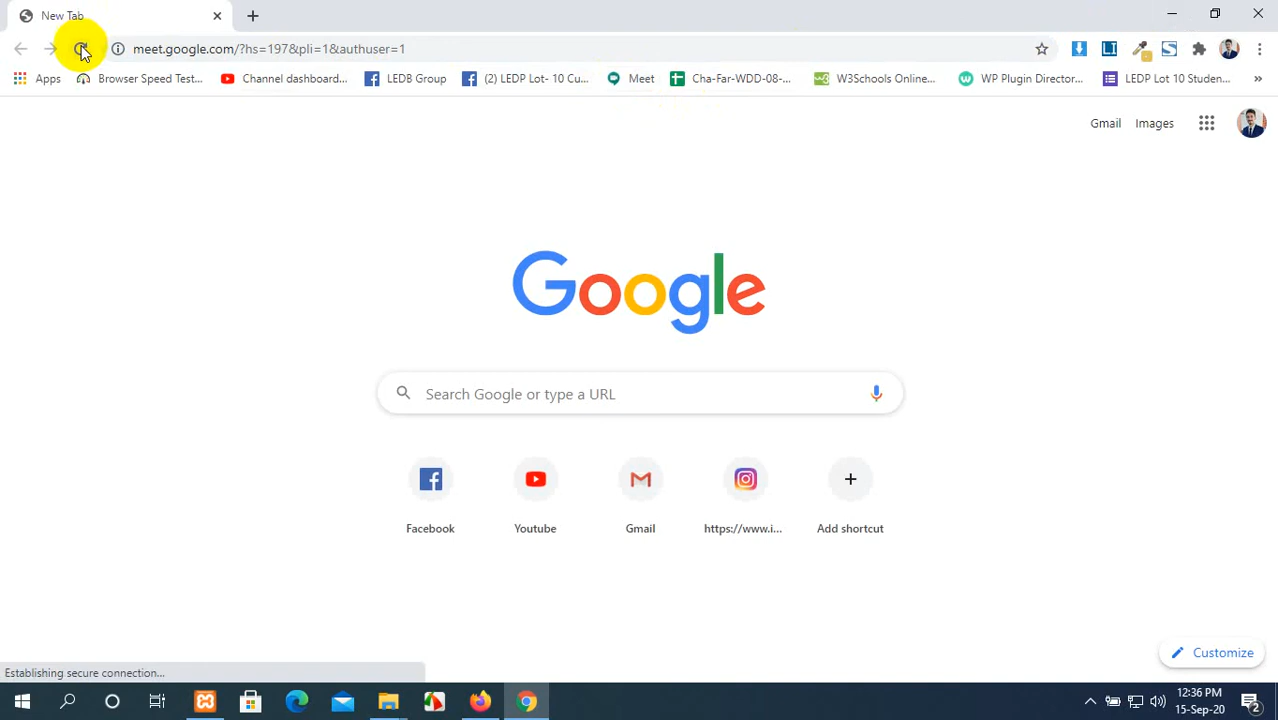 New Tab
meet.google.com/?hs=197&pli=1&authuser=1
Apps Browser Speed Test... Channel dashboard... LEDB Group (2) LEDP Lot- 10 Cu... Meet Cha-Far-WDD-08-... W3Schools Online... WP Plugin Director... LEDP Lot 10 Studen... »
Gmail Images
Google
Search Google or type a URL
Facebook Youtube Gmail https://www.i... Add shortcut
Customize
Establishing secure connection...
12:36 PM
15-Sep-20
2